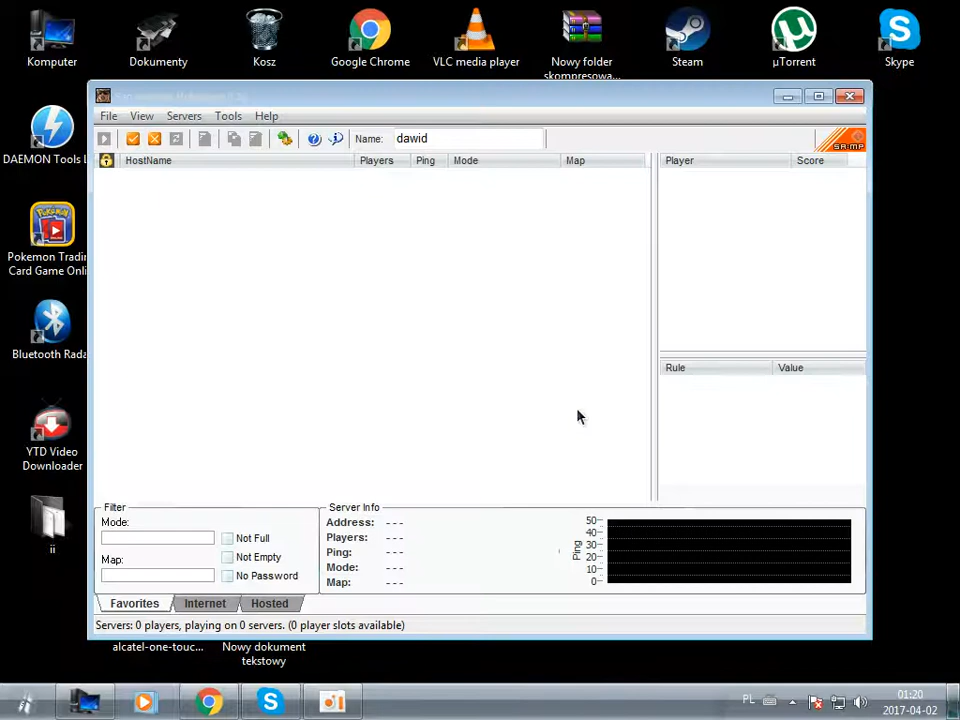 Komputer
Dokumenty
Kosz
Google Chrome
VLC media player
Nowy folder
skompresowa...
Steam
µTorrent
Skype
DAEMON Tools L
Pokemon Tradin
Card Game Onli
Bluetooth Rada
YTD Video
Downloader
ii
File View Servers Tools Help
Name: dawid
SA:MP
HostName Players Ping Mode Map
Player Score
Rule Value
Filter
Mode:
Not Full
Not Empty
Map:
No Password
Server Info
Address: ---
Players: ---
Ping: ---
Mode: ---
Map: ---
Ping
50
40
30
20
10
0
Favorites Internet Hosted
Servers: 0 players, playing on 0 servers. (0 player slots available)
alcatel-one-touc...
Nowy dokument
tekstowy
PL
01:20
2017-04-02